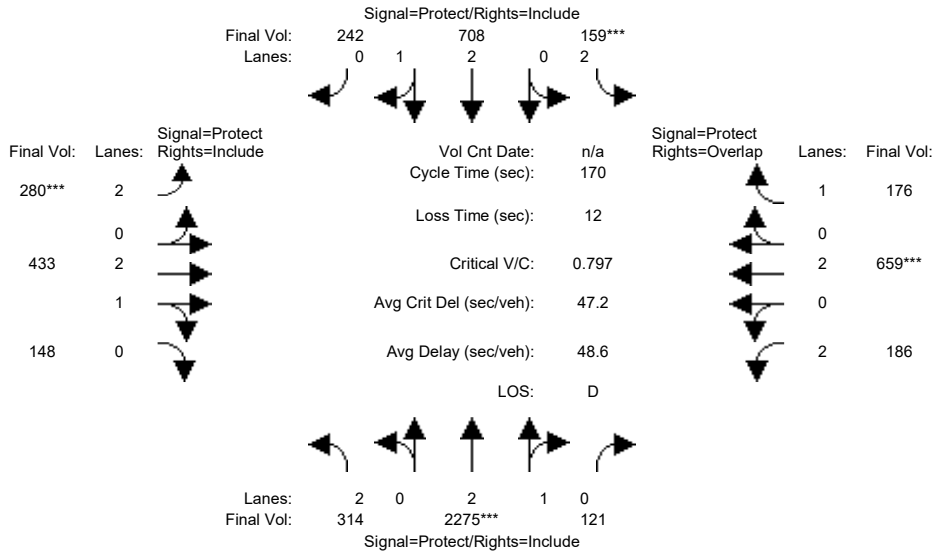 Signal=Protect/Rights=Include
Final Vol: 242 708 159***
Lanes: 0 1 2 0 2
Signal=Protect
Final Vol: Lanes: Rights=Include
Vol Cnt Date: n/a
Signal=Protect
Rights=Overlap Lanes: Final Vol:
Cycle Time (sec): 170
280*** 2
1 176
Loss Time (sec): 12
0
0
433 2
Critical V/C: 0.797
2 659***
1
Avg Crit Del (sec/veh): 47.2
0
148 0
Avg Delay (sec/veh): 48.6
2 186
LOS: D
Lanes: 2 0 2 1 0
Final Vol: 314 2275*** 121
Signal=Protect/Rights=Include